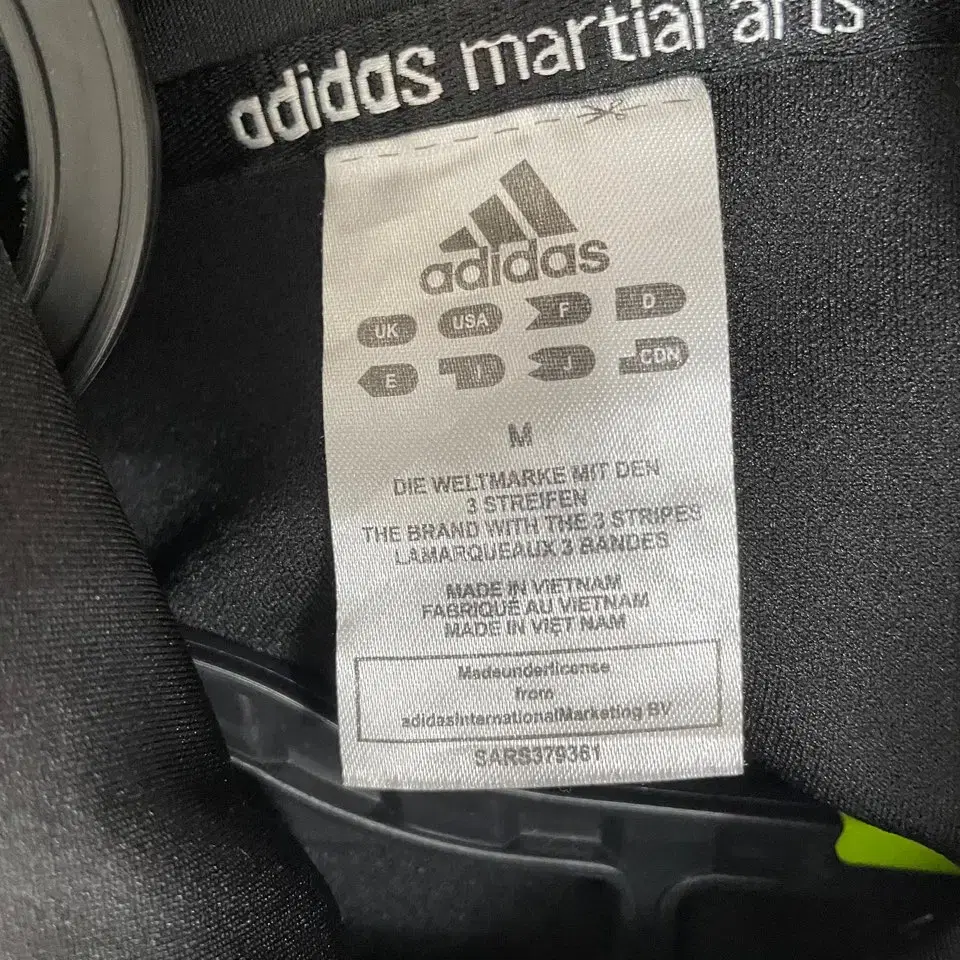 adidas martial arts
adidas
UK USA F D
E I J CDN
M
DIE WELTMARKE MIT DEN
3 STREIFEN
THE BRAND WITH THE 3 STRIPES
LAMARQUEAUX 3 BANDES
MADE IN VIETNAM
FABRIQUÉ AU VIETNAM
MADE IN VIỆT NAM
Madeunderlicense
from
adidasInternationalMarketing BV
SARS379361